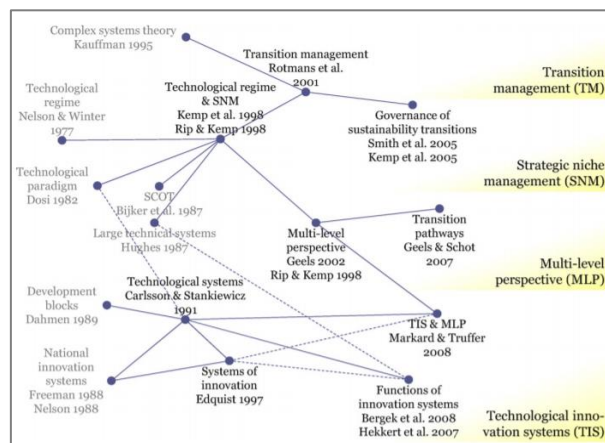 Complex systems theory
Kauffman 1995
Transition management
Rotmans et al.
2001
Transition
management (TM)
Technological
regime
Nelson & Winter
1977
Technological regime
& SNM
Kemp et al. 1998
Rip & Kemp 1998
Governance of
sustainability transitions
Smith et al. 2005
Kemp et al. 2005
Strategic niche
management (SNM)
Technological
paradigm
Dosi 1982
SCOT
Bijker et al. 1987
Large technical systems
Hughes 1987
Multi-level
perspective
Geels 2002
Rip & Kemp 1998
Transition
pathways
Geels & Schot
2007
Multi-level
perspective (MLP)
Technological systems
Carlsson & Stankiewicz
1991
Development
blocks
Dahmen 1989
TIS & MLP
Markard & Truffer
2008
National
innovation
systems
Freeman 1988
Nelson 1988
Systems of
innovation
Edquist 1997
Functions of
innovation systems
Bergek et al. 2008
Hekkert et al. 2007
Technological inno-
vation systems (TIS)